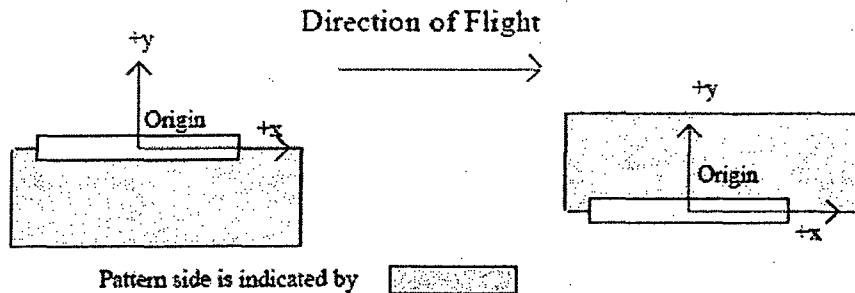 Direction of Flight
+y
Origin
+x
+y
Origin
+x
Pattern side is indicated by